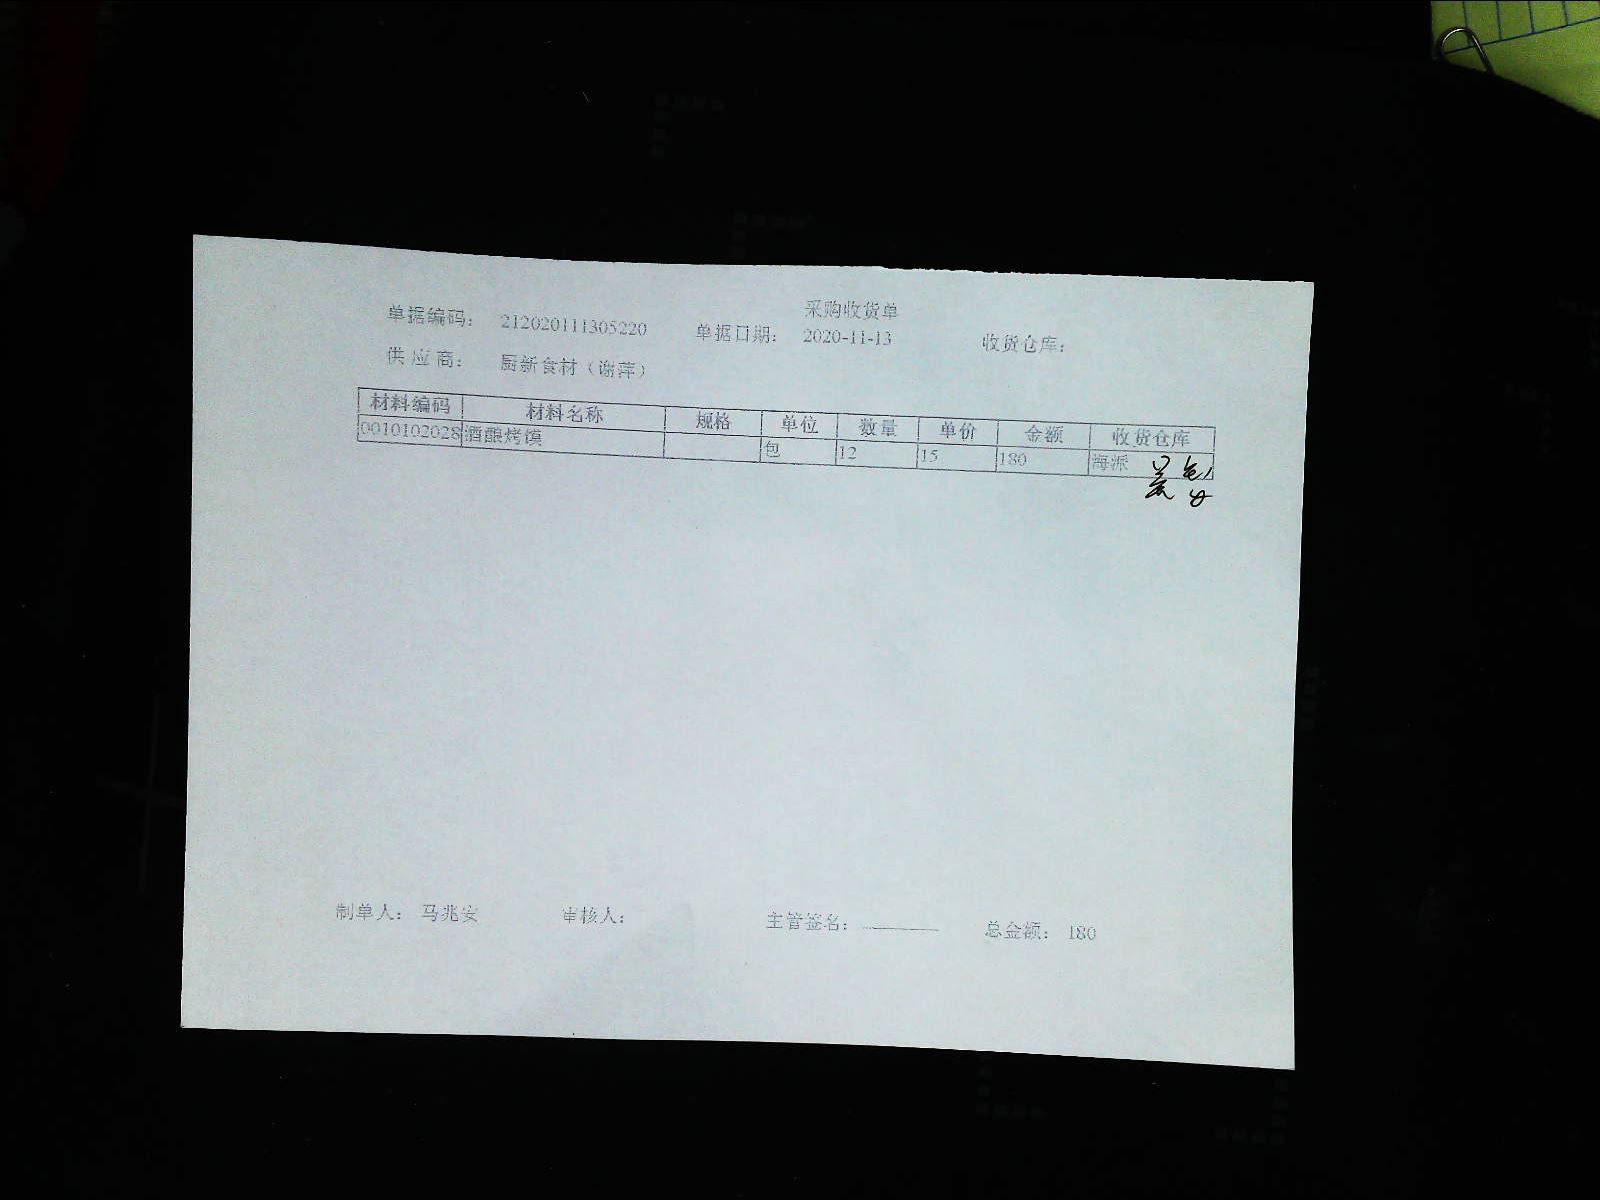 采购收货单
单据编码： 212020111305220 单据日期： 2020-11-13 收货仓库：
供 应 商： 厨新食材（谢萍）
材料编码 材料名称 规格 单位 数量 单价 金额 收货仓库
0010102028 酒酿烤馍 包 12 15 180 海派
制单人： 马兆安 审核人： 主管签名： 总金额： 180